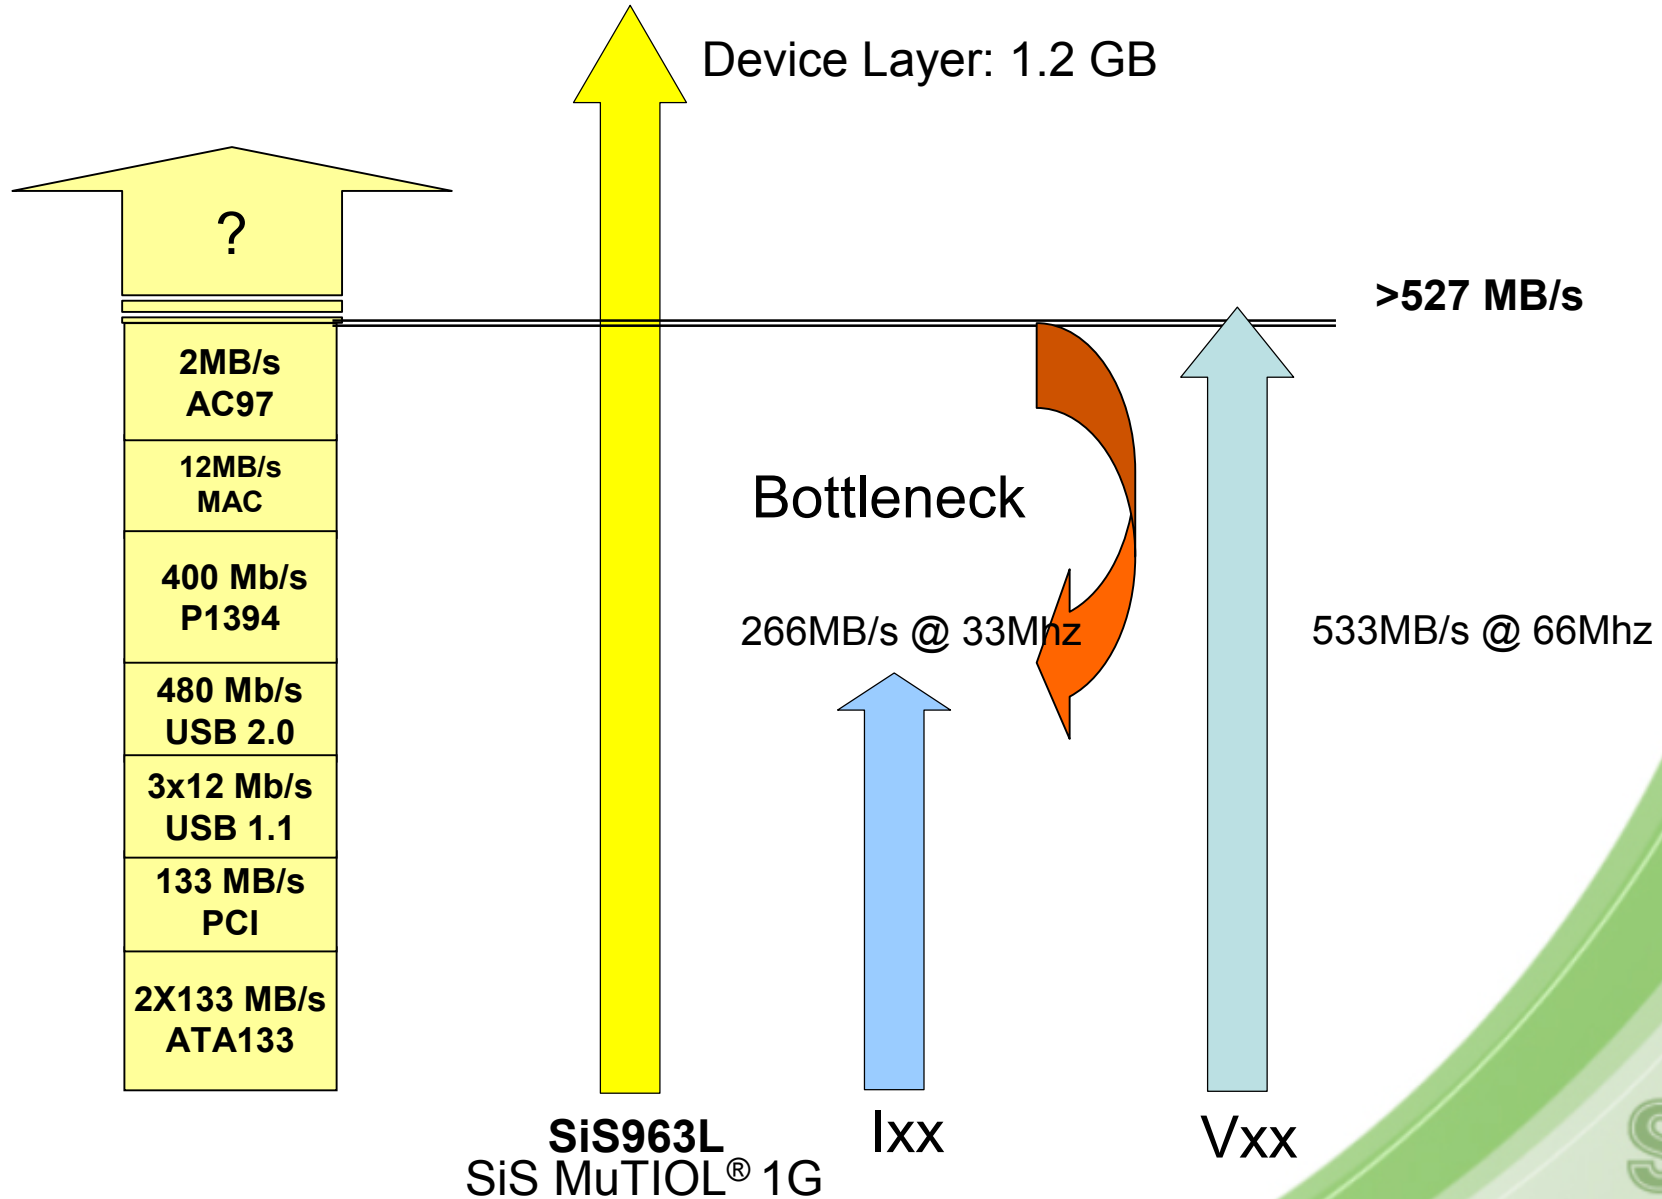 Device Layer: 1.2 GB
?
>527 MB/s
2MB/s
AC97
12MB/s
MAC
Bottleneck
400 Mb/s
P1394
266MB/s @ 33Mhz
533MB/s @ 66Mhz
480 Mb/s
USB 2.0
3x12 Mb/s
USB 1.1
133 MB/s
PCI
2X133 MB/s
ATA133
SiS963L
SiS MuTIOL® 1G
Ixx
Vxx
S